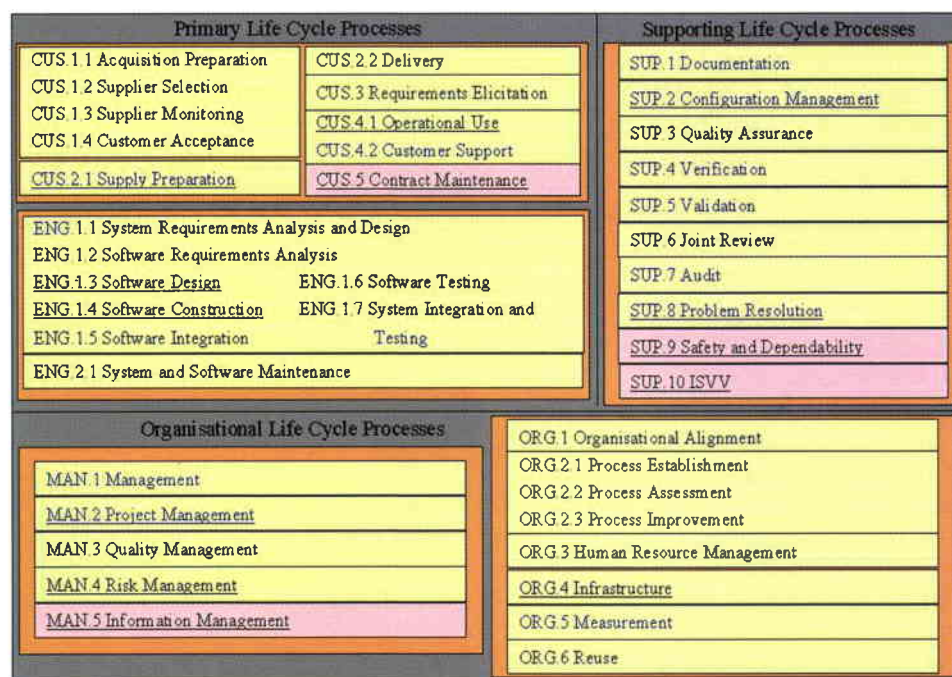 Primary Life Cycle Processes
CUS.1.1 Acquisition Preparation
CUS.1.2 Supplier Selection
CUS.1.3 Supplier Monitoring
CUS.1.4 Customer Acceptance
CUS.2.1 Supply Preparation
CUS.2.2 Delivery
CUS.3 Requirements Elicitation
CUS.4.1 Operational Use
CUS.4.2 Customer Support
CUS.5 Contract Maintenance
ENG.1.1 System Requirements Analysis and Design
ENG.1.2 Software Requirements Analysis
ENG.1.3 Software Design
ENG.1.4 Software Construction
ENG.1.5 Software Integration
ENG.1.6 Software Testing
ENG.1.7 System Integration and
Testing
ENG.2.1 System and Software Maintenance
Supporting Life Cycle Processes
SUP.1 Documentation
SUP.2 Configuration Management
SUP.3 Quality Assurance
SUP.4 Verification
SUP.5 Validation
SUP.6 Joint Review
SUP.7 Audit
SUP.8 Problem Resolution
SUP.9 Safety and Dependability
SUP.10 ISVV
Organisational Life Cycle Processes
MAN.1 Management
MAN.2 Project Management
MAN.3 Quality Management
MAN.4 Risk Management
MAN.5 Information Management
ORG.1 Organisational Alignment
ORG.2.1 Process Establishment
ORG.2.2 Process Assessment
ORG.2.3 Process Improvement
ORG.3 Human Resource Management
ORG.4 Infrastructure
ORG.5 Measurement
ORG.6 Reuse